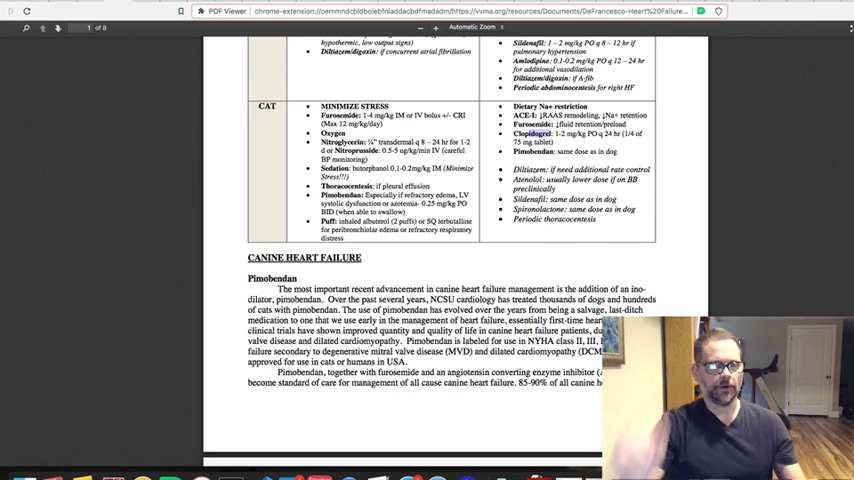 PDF Viewer
chrome-extension://oemmndcbldboiebfnladdacbdfmadadm/https://vvma.org/resources/Documents/DeFrancesco-Heart%20Failure...
1 of 8
Automatic Zoom
hypothermic, low output signs)
• Diltiazem/digoxin: if concurrent atrial fibrillation
• Sildenafil: 1 – 2 mg/kg PO q 8 – 12 hr if
pulmonary hypertension
• Amlodipine: 0.1-0.2 mg/kg PO q 12 – 24 hr
for additional vasodilation
• Diltiazem/digoxin: if A-fib
• Periodic abdominocentesis for right HF
CAT
• MINIMIZE STRESS
• Furosemide: 1-4 mg/kg IM or IV bolus +/- CRI
(Max 12 mg/kg/day)
• Oxygen
• Nitroglycerin: ¼" transdermal q 8 – 24 hr for 1-2
d or Nitroprusside: 0.5-5 ug/kg/min IV (careful
BP monitoring)
• Sedation: butorphanol 0.1-0.2mg/kg IM (Minimize
Stress!!!)
• Thoracocentesis: if pleural effusion
• Pimobendan: Especially if refractory edema, LV
systolic dysfunction or azotemia- 0.25 mg/kg PO
BID (when able to swallow)
• Puff: inhaled albuterol (2 puffs) or SQ terbutalline
for peribronchiolar edema or refractory respiratory
distress
• Dietary Na+ restriction
• ACE-I: ↓RAAS remodeling, ↓Na+ retention
• Furosemide: ↓fluid retention/preload
• Clopidogrel: 1-2 mg/kg PO q 24 hr (1/4 of
75 mg tablet)
• Pimobendan: same dose as in dog
• Diltiazem: if need additional rate control
• Atenolol: usually lower dose if on BB
preclinically
• Sildenafil: same dose as in dog
• Spironolactone: same dose as in dog
• Periodic thoracocentesis
CANINE HEART FAILURE
Pimobendan
The most important recent advancement in canine heart failure management is the addition of an ino-
dilator, pimobendan. Over the past several years, NCSU cardiology has treated thousands of dogs and hundreds
of cats with pimobendan. The use of pimobendan has evolved over the years from being a salvage, last-ditch
medication to one that we use early in the management of heart failure, essentially first-time hear
clinical trials have shown improved quantity and quality of life in canine heart failure patients, du
valve disease and dilated cardiomyopathy. Pimobendan is labeled for use in NYHA class II, III,
failure secondary to degenerative mitral valve disease (MVD) and dilated cardiomyopathy (DCM
approved for use in cats or humans in USA.
Pimobendan, together with furosemide and an angiotensin converting enzyme inhibitor (
become standard of care for management of all cause canine heart failure. 85-90% of all canine he